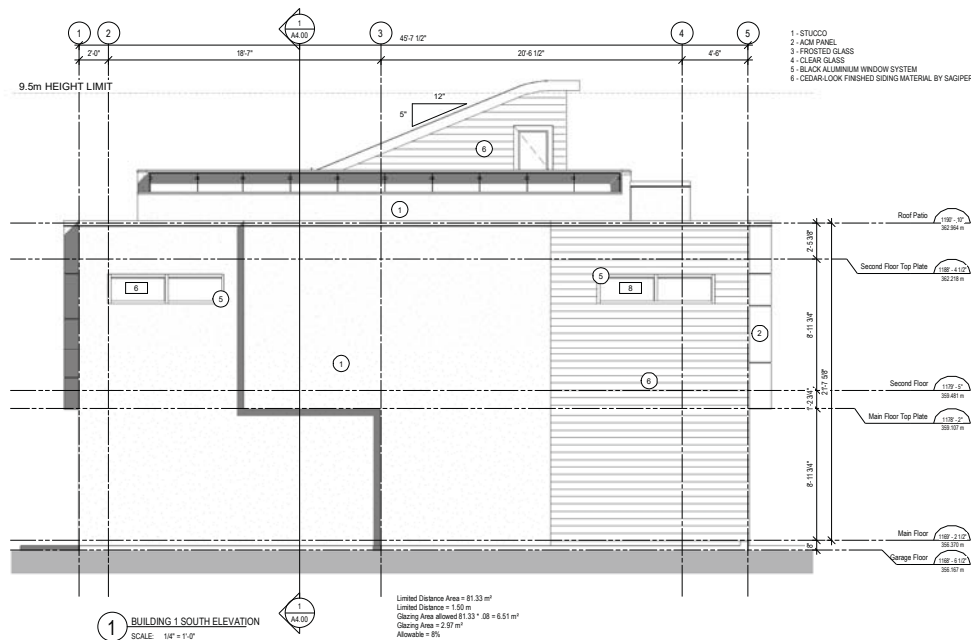 1
2
1
A4.00
3
4
5
45'-7 1/2"
2'-0"
18'-7"
20'-6 1/2"
4'-6"
1 - STUCCO
2 - ACM PANEL
3 - FROSTED GLASS
4 - CLEAR GLASS
5 - BLACK ALUMINIUM WINDOW SYSTEM
6 - CEDAR-LOOK FINISHED SIDING MATERIAL BY SAGIPER
9.5m HEIGHT LIMIT
12"
5"
6
1
Roof Patio
1190' - 10"
362.964 m
2'-5 3/8"
Second Floor Top Plate
1188' - 4 1/2"
362.218 m
6
5
5
8
8'-11 3/4"
2
1
6
21'-7 5/8"
Second Floor
1179' - 5"
359.481 m
1'-2 3/4"
Main Floor Top Plate
1178' - 2"
359.107 m
8'-11 3/4"
Main Floor
1169' - 2 1/2"
356.370 m
8"
Garage Floor
1168' - 6 1/2"
356.167 m
1
BUILDING 1 SOUTH ELEVATION
SCALE: 1/4" = 1'-0"
1
A4.00
Limited Distance Area = 81.33 m²
Limited Distance = 1.50 m
Glazing Area allowed 81.33 * .08 = 6.51 m²
Glazing Area = 2.97 m²
Allowable = 8%